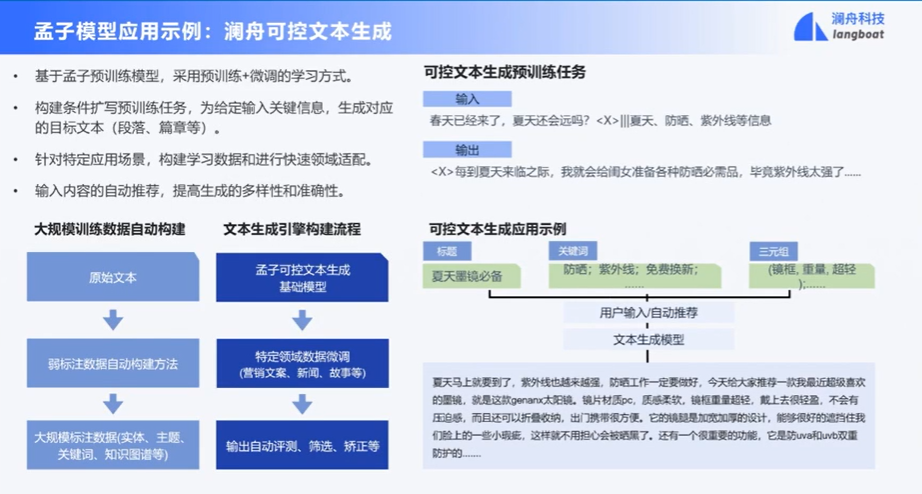 孟子模型应用示例：澜舟可控文本生成
澜舟科技
langboat
• 基于孟子预训练模型，采用预训练+微调的学习方式。
• 构建条件扩写预训练任务，为给定输入关键信息，生成对应
的目标文本（段落、篇章等）。
• 针对特定应用场景，构建学习数据和进行快速领域适配。
• 输入内容的自动推荐，提高生成的多样性和准确性。
大规模训练数据自动构建
原始文本
弱标注数据自动构建方法
大规模标注数据(实体、主题、
关键词、知识图谱等)
文本生成引擎构建流程
孟子可控文本生成
基础模型
特定领域数据微调
(营销文案、新闻、故事等)
输出自动评测、筛选、矫正等
可控文本生成预训练任务
输入
春天已经来了，夏天还会远吗？<X>|||夏天、防晒、紫外线等信息
输出
<X>每到夏天来临之际，我就会给闺女准备各种防晒必需品，毕竟紫外线太强了......
可控文本生成应用示例
标题
关键词
三元组
夏天墨镜必备
防晒；紫外线；免费换新；
......
(镜框, 重量, 超轻
);......
用户输入/自动推荐
文本生成模型
夏天马上就要到了，紫外线也越来越强，防晒工作一定要做好，今天给大家推荐一款我最近超级喜欢
的墨镜，就是这款genanx太阳镜。镜片材质pc，质感柔软，镜框重量超轻，戴上去很轻盈，不会有
压迫感，而且还可以折叠收纳，出门携带很方便。它的镜腿是加宽加厚的设计，能够很好的遮挡住我
们脸上的一些小瑕疵，这样就不用担心会被晒黑了。还有一个很重要的功能，它是防uva和uvb双重
防护的.......